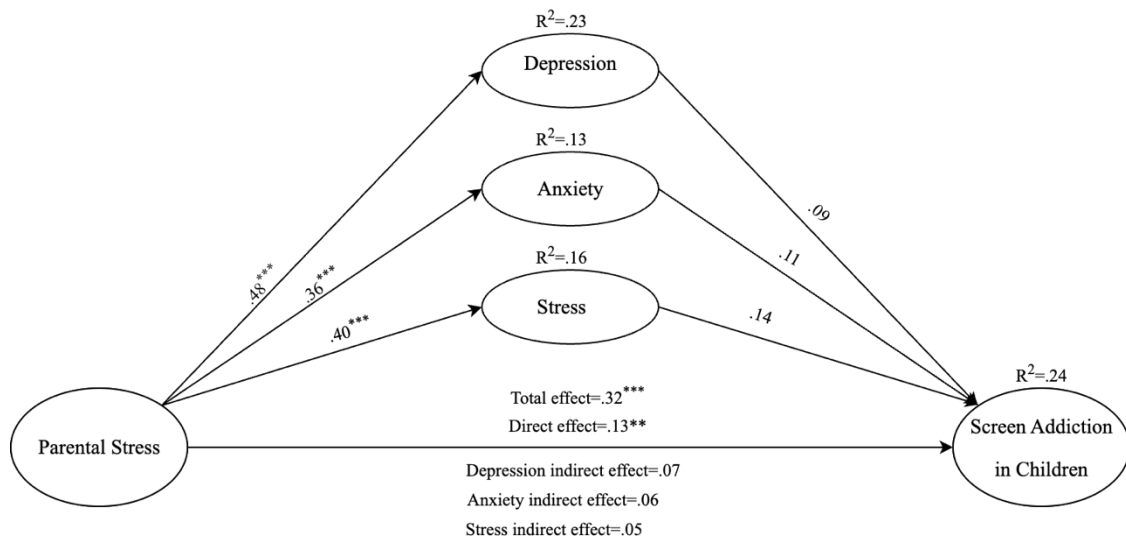 R²=.23
Depression
R²=.13
Anxiety
R²=.16
Stress
.48***
.36***
.40***
.09
.11
.14
Parental Stress
Total effect=.32***
Direct effect=.13**
Depression indirect effect=.07
Anxiety indirect effect=.06
Stress indirect effect=.05
R²=.24
Screen Addiction
in Children